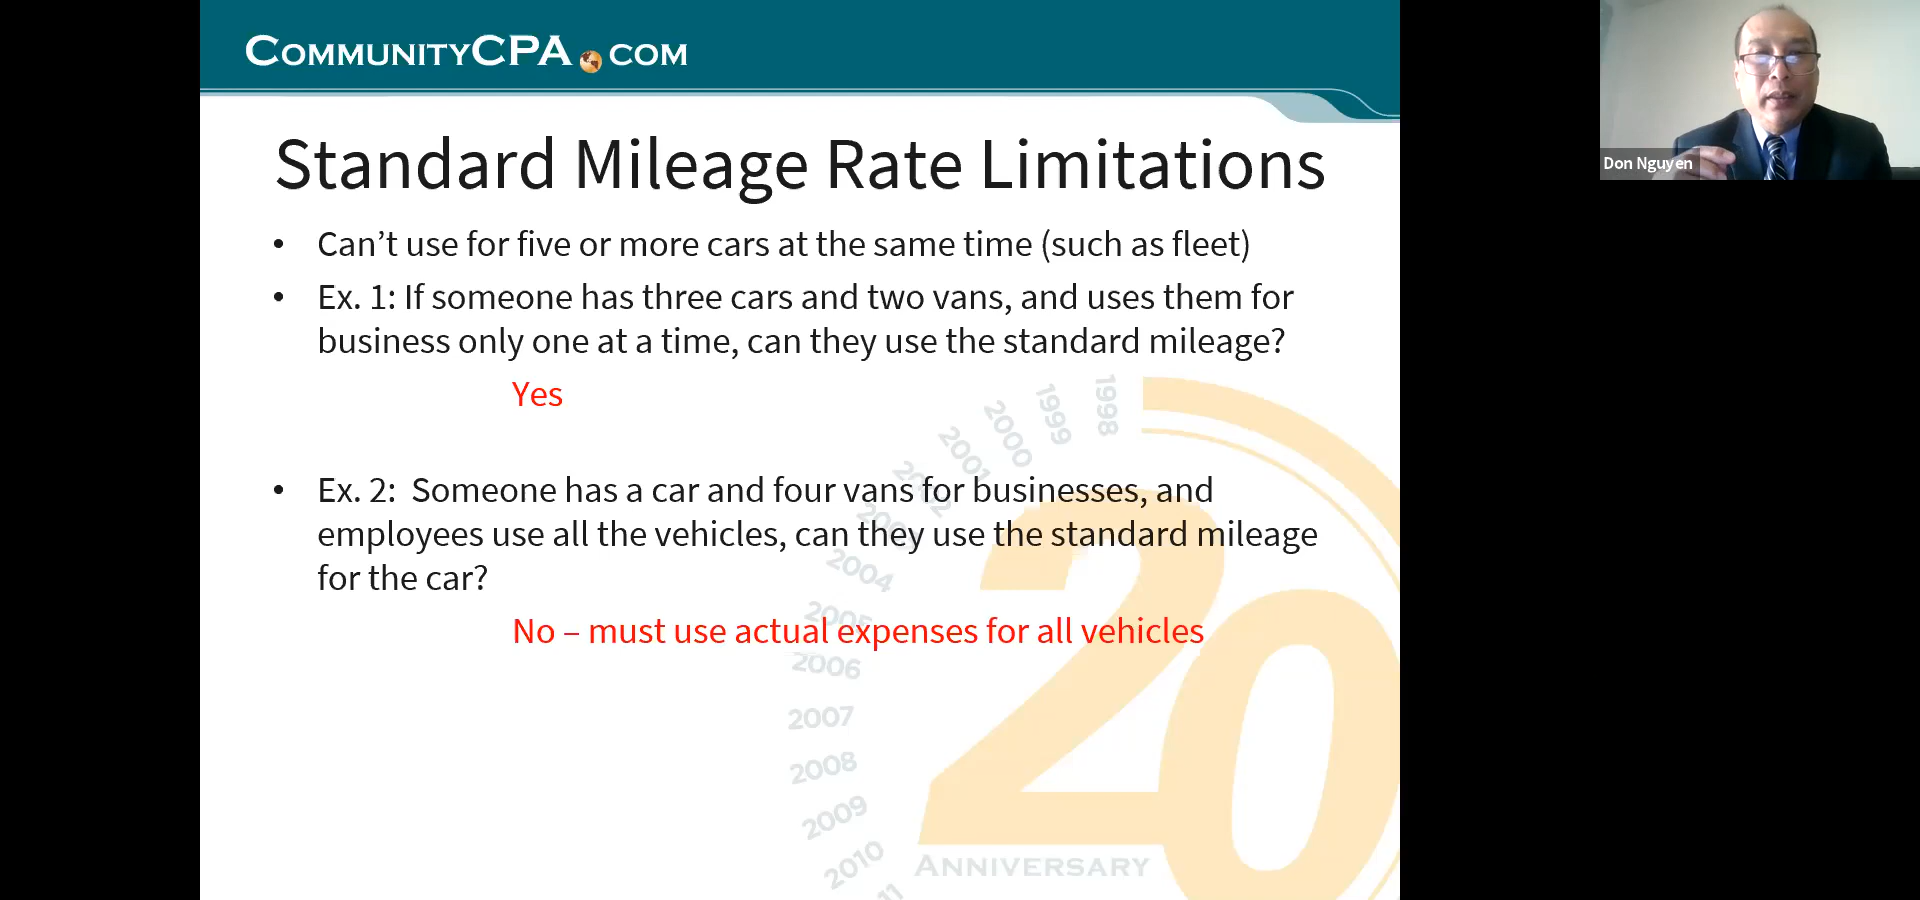 CommunityCPA.com
Don Nguyen
Standard Mileage Rate Limitations
• Can’t use for five or more cars at the same time (such as fleet)
• Ex. 1: If someone has three cars and two vans, and uses them for
business only one at a time, can they use the standard mileage?
Yes
• Ex. 2:  Someone has a car and four vans for businesses, and
employees use all the vehicles, can they use the standard mileage
for the car?
No – must use actual expenses for all vehicles
1998
1999
2000
2001
2004
2005
2006
2007
2008
2009
2010
11
20
Anniversary